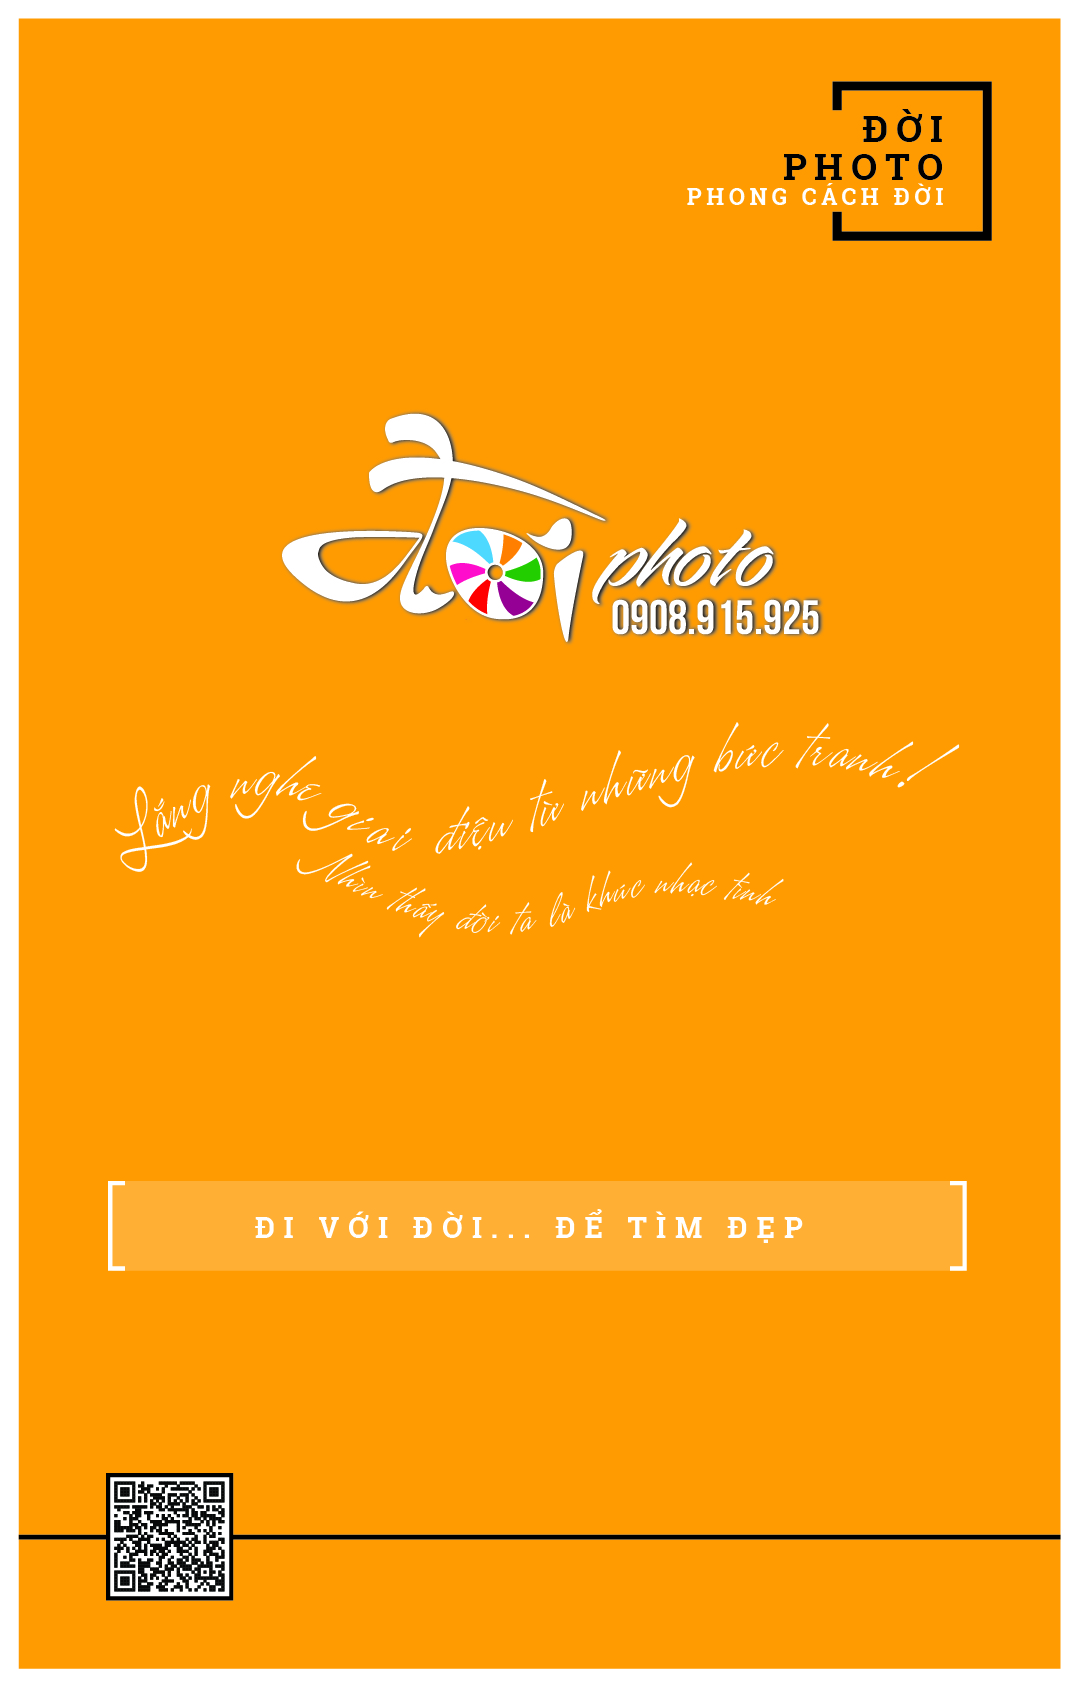 ĐỜI
PHOTO
PHONG CÁCH ĐỜI
đời photo
0908.915.925
Lắng nghe giai điệu từ những bức tranh!
Nhìn thấy đời ta là khúc nhạc tình
ĐI VỚI ĐỜI... ĐỂ TÌM ĐẸP